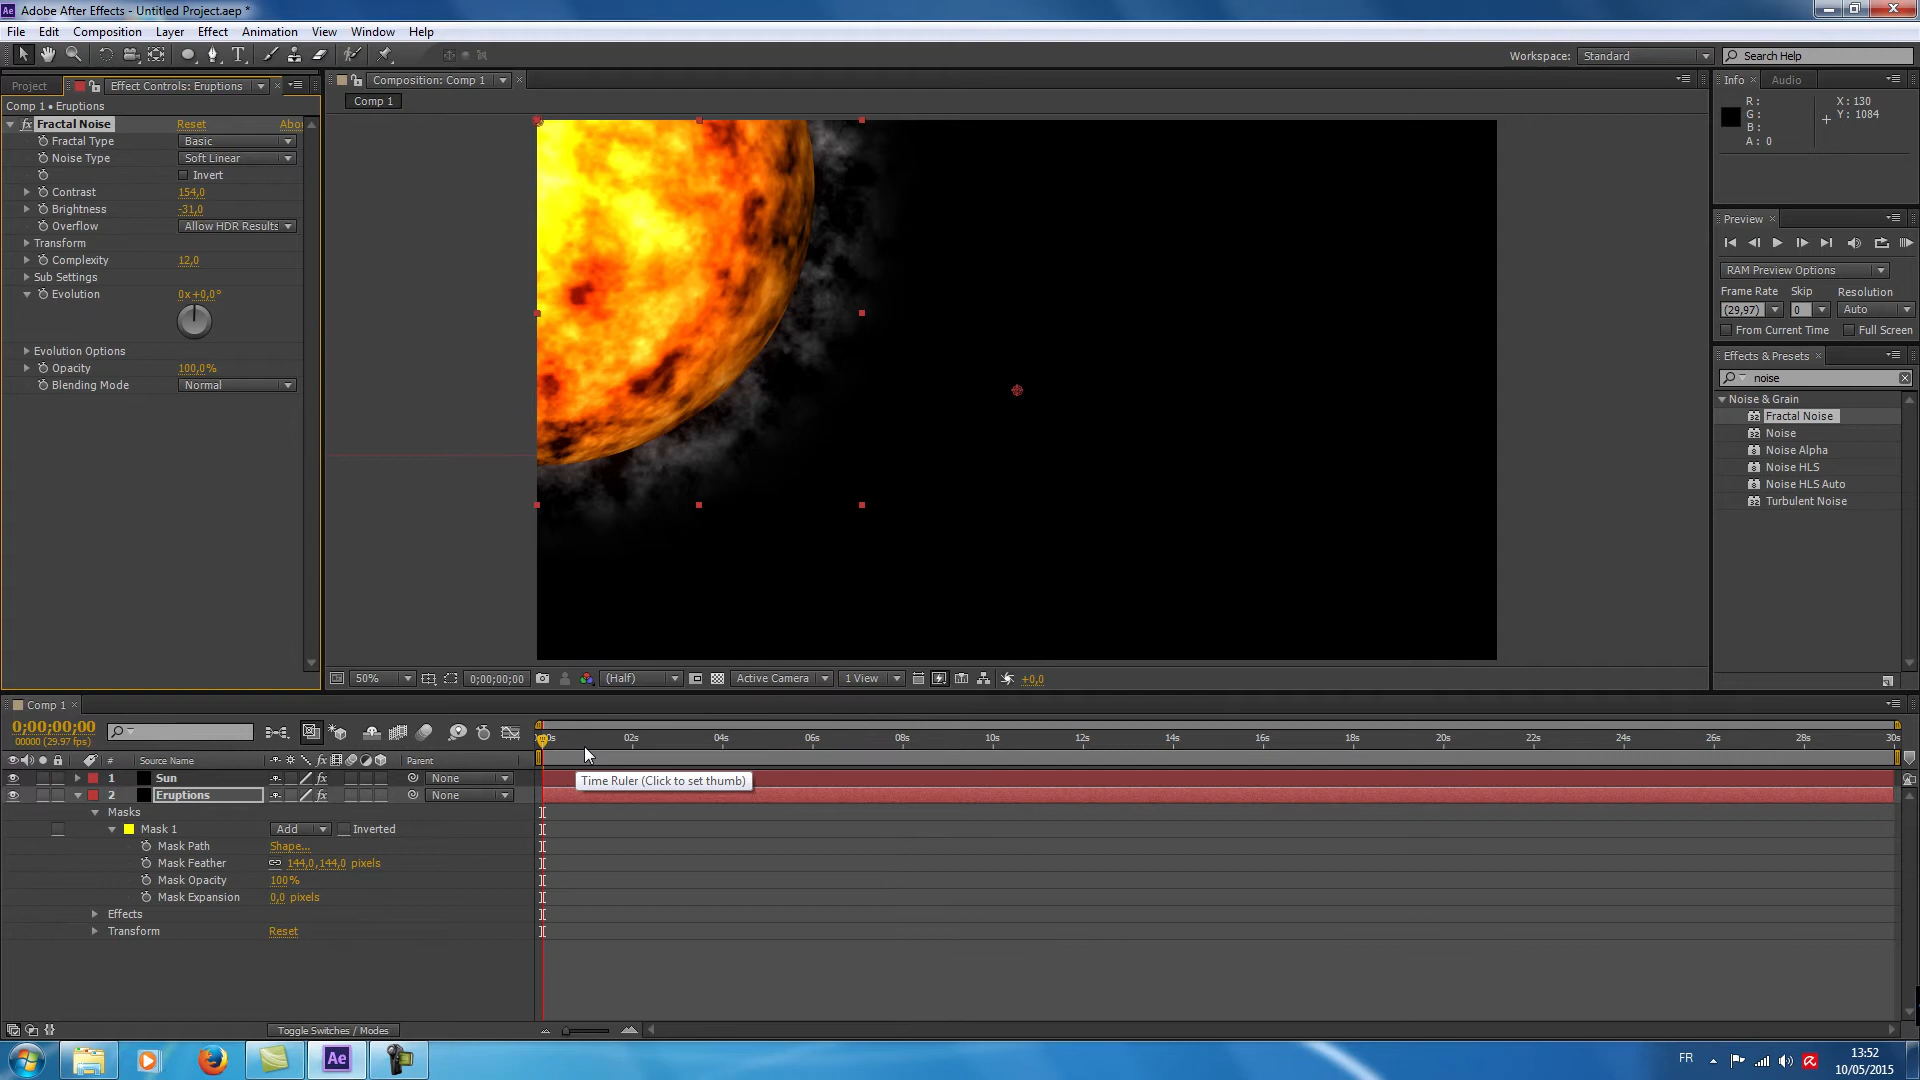 Adobe After Effects - Untitled Project.aep *
File Edit Composition Layer Effect Animation View Window Help
Workspace: Standard Search Help
Project Effect Controls: Eruptions
Comp 1 • Eruptions
fx Fractal Noise Reset Abo
Fractal Type Basic
Noise Type Soft Linear
Invert
Contrast 154,0
Brightness -31,0
Overflow Allow HDR Results
Transform
Complexity 12,0
Sub Settings
Evolution 0x+0,0°
Evolution Options
Opacity 100,0%
Blending Mode Normal
Composition: Comp 1
Comp 1
50% 0;00;00;00 (Half) Active Camera 1 View +0,0
Info Audio
R: X: 130
G: Y: 1084
B:
A: 0
Preview
RAM Preview Options
Frame Rate Skip Resolution
(29,97) 0 Auto
From Current Time Full Screen
Effects & Presets
noise
Noise & Grain
Fractal Noise
Noise
Noise Alpha
Noise HLS
Noise HLS Auto
Turbulent Noise
Comp 1
0;00;00;00
00000 (29.97 fps)
00s 02s 04s 06s 08s 10s 12s 14s 16s 18s 20s 22s 24s 26s 28s 30s
# Source Name fx Parent
1 Sun fx None
2 Eruptions fx None
Time Ruler (Click to set thumb)
Masks
Mask 1 Add Inverted
Mask Path Shape...
Mask Feather 144,0,144,0 pixels
Mask Opacity 100%
Mask Expansion 0,0 pixels
Effects
Transform Reset
Toggle Switches / Modes
Ae FR 13:52
10/05/2015